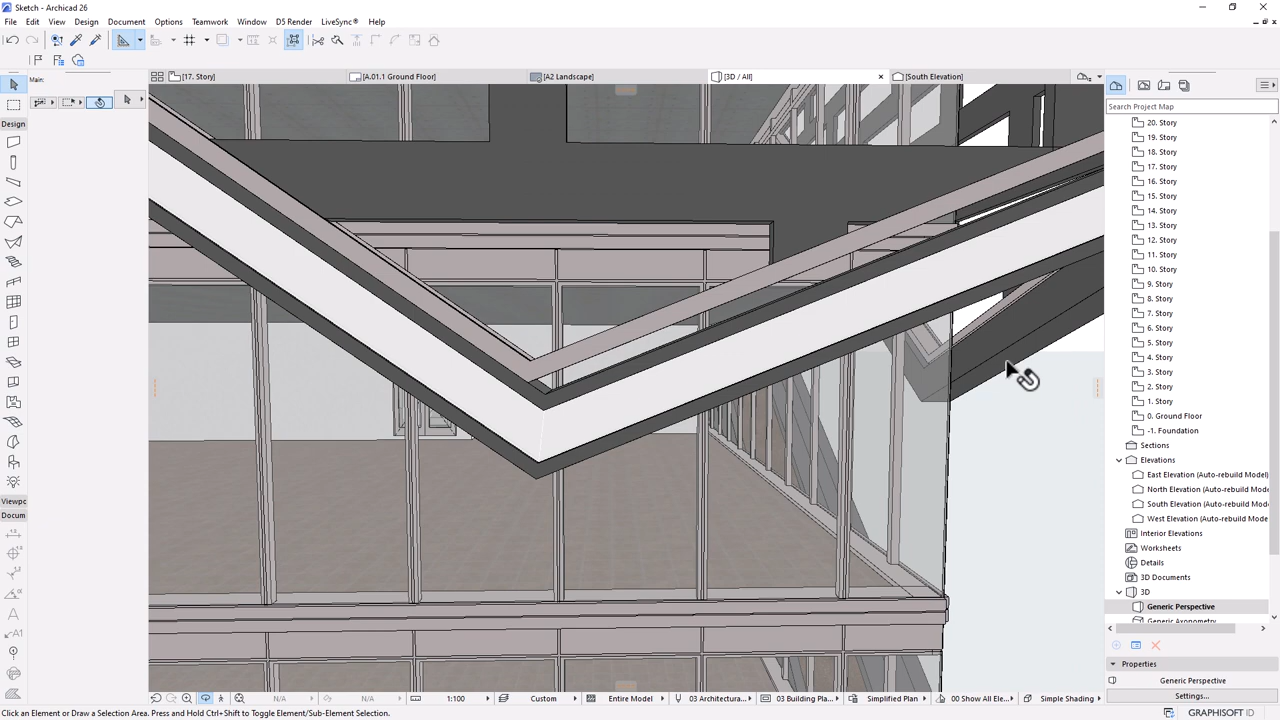 Sketch - Archicad 26
File Edit View Design Options Teamwork Document Window D5 Render LiveSync® Help
[17. Story] [A.01.1 Ground Floor] [A2 Landscape] [3D / All] [South Elevation]
Main:
Search Project Map
Design
20. Story
19. Story
18. Story
17. Story
16. Story
15. Story
14. Story
13. Story
12. Story
11. Story
10. Story
9. Story
8. Story
7. Story
6. Story
5. Story
4. Story
3. Story
2. Story
1. Story
0. Ground Floor
-1. Foundation
Sections
Elevations
East Elevation (Auto-rebuild Model)
North Elevation (Auto-rebuild Mode
South Elevation (Auto-rebuild Mod
West Elevation (Auto-rebuild Mode
Interior Elevations
Worksheets
Details
3D Documents
3D
Generic Perspective
Generic Axonometry
Viewpc
Docum
Properties
Generic Perspective
Settings...
N/A N/A 1:100 Custom Entire Model 03 Architectura... 03 Building Pla... Simplified Plan 00 Show All Ele... Simple Shading
Click an Element or Draw a Selection Area. Press and Hold Ctrl+Shift to Toggle Element/Sub-Element Selection.
GRAPHISOFT ID